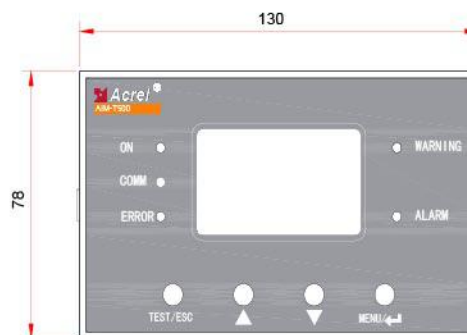 130
78
Acrel
AIM-T500
ON
WARNING
COMM
ERROR
ALARM
TEST/ESC
▲
▼
MENU/↵